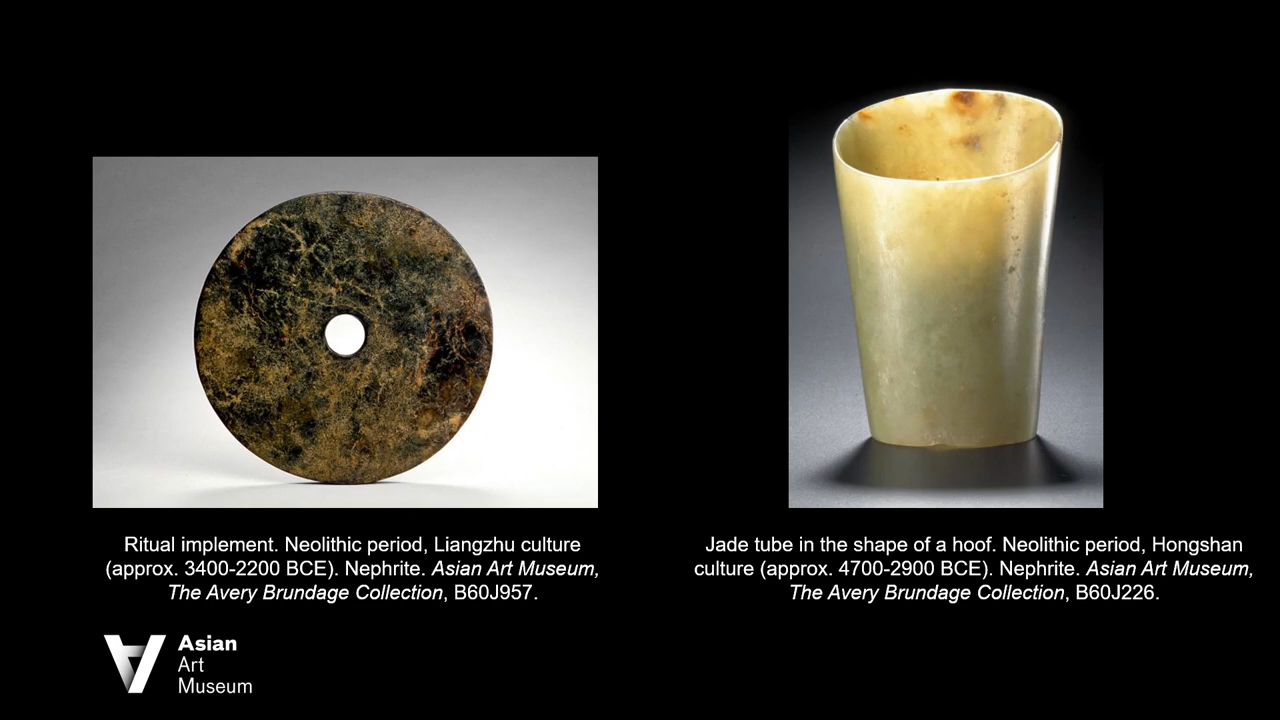 Ritual implement. Neolithic period, Liangzhu culture
(approx. 3400-2200 BCE). Nephrite. Asian Art Museum,
The Avery Brundage Collection, B60J957.
Jade tube in the shape of a hoof. Neolithic period, Hongshan
culture (approx. 4700-2900 BCE). Nephrite. Asian Art Museum,
The Avery Brundage Collection, B60J226.
Asian
Art
Museum